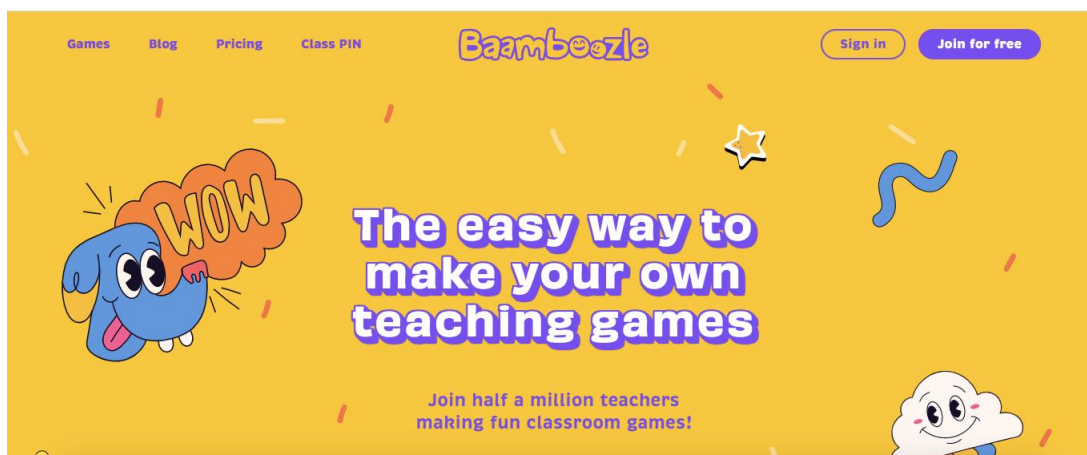 Games Blog Pricing Class PIN Baamboozle Sign in Join for free
WOW
The easy way to
make your own
teaching games
Join half a million teachers
making fun classroom games!